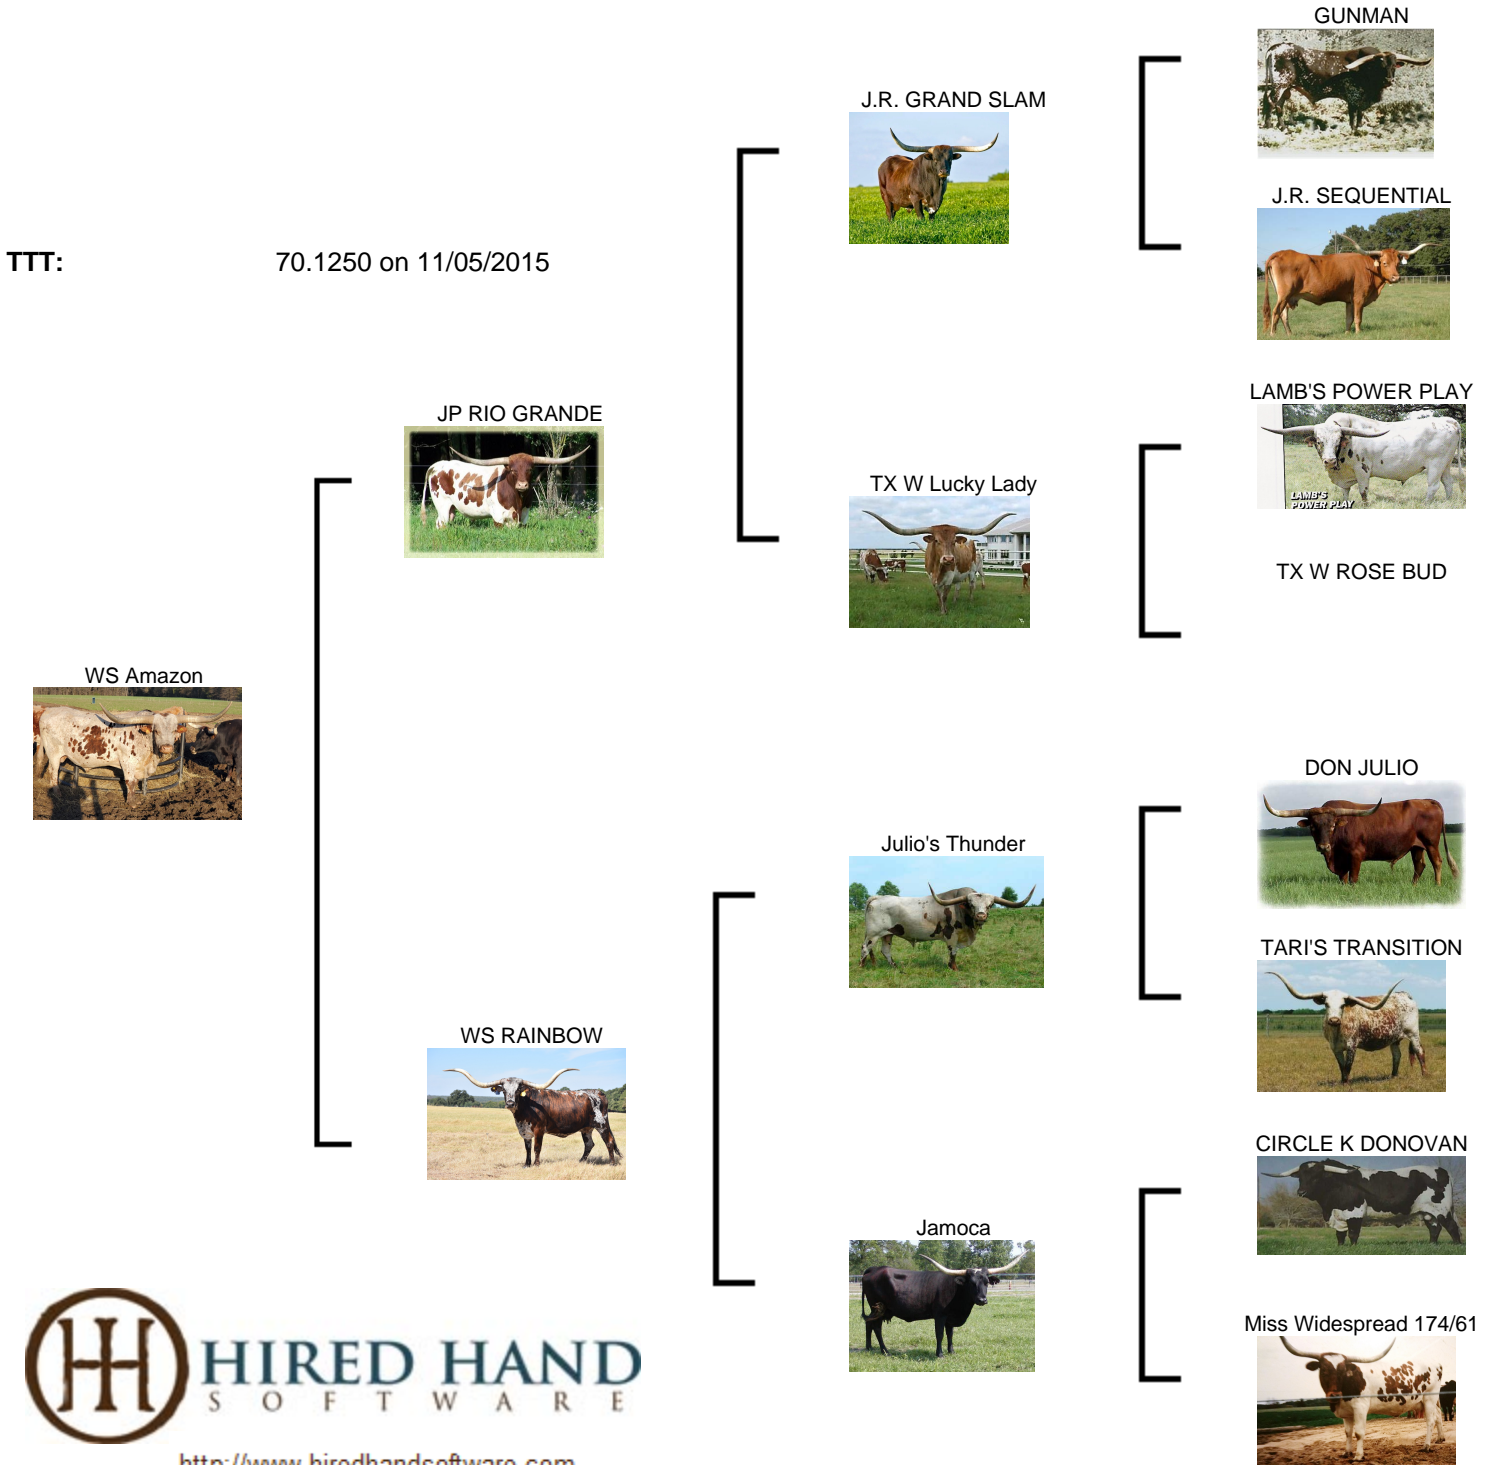 GUNMAN
J.R. GRAND SLAM
J.R. SEQUENTIAL
TTT: 70.1250 on 11/05/2015
LAMB'S POWER PLAY
JP RIO GRANDE
LAMB'S
POWER PLAY
TX W Lucky Lady
TX W ROSE BUD
WS Amazon
DON JULIO
Julio's Thunder
TARI'S TRANSITION
WS RAINBOW
CIRCLE K DONOVAN
Jamoca
Miss Widespread 174/61
HIRED HAND
SOFTWARE
http://www.hiredhandsoftware.com